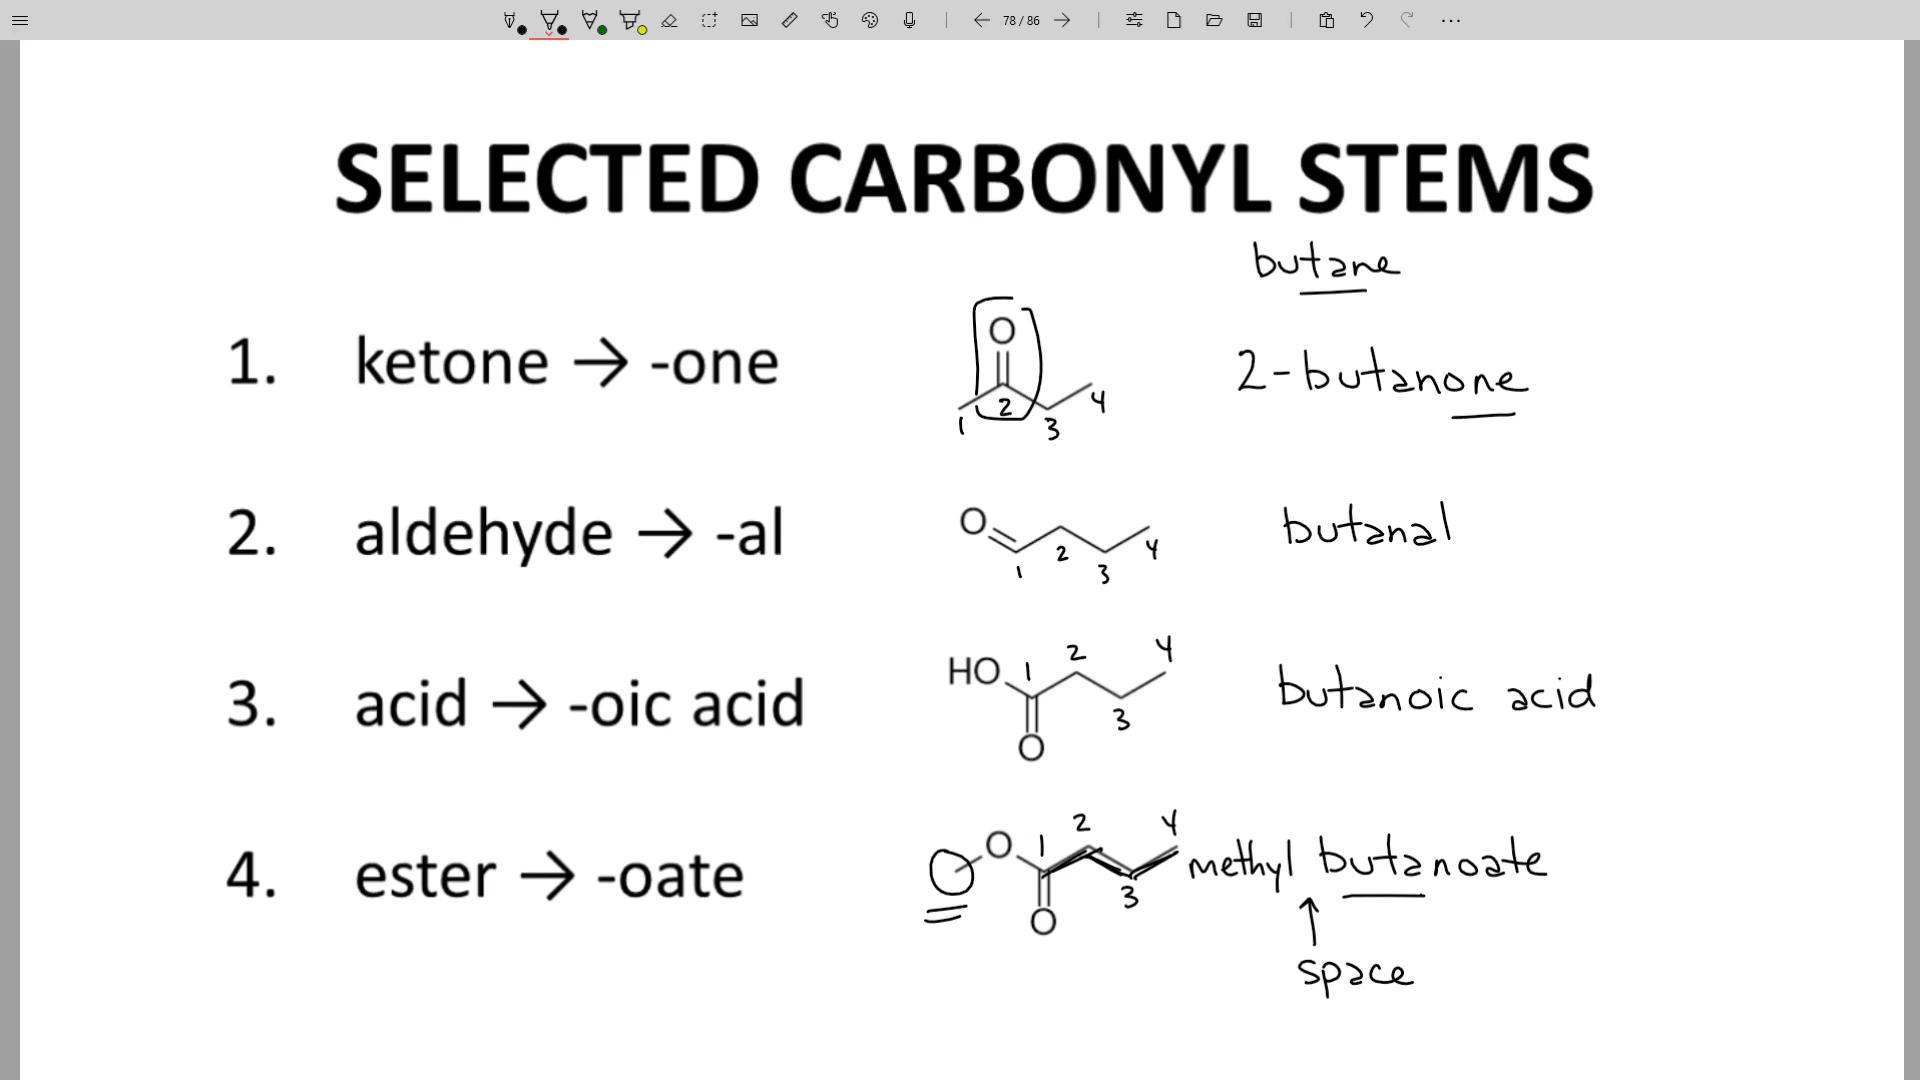 78 / 86
SELECTED CARBONYL STEMS
butane
1. ketone → -one
O
1 2 3 4
2-butanone
2. aldehyde → -al
O
1 2 3 4
butanal
3. acid → -oic acid
HO 1 2 3 4
O
butanoic acid
4. ester → -oate
O 1 2 3 4
O
methyl butanoate
↑
space